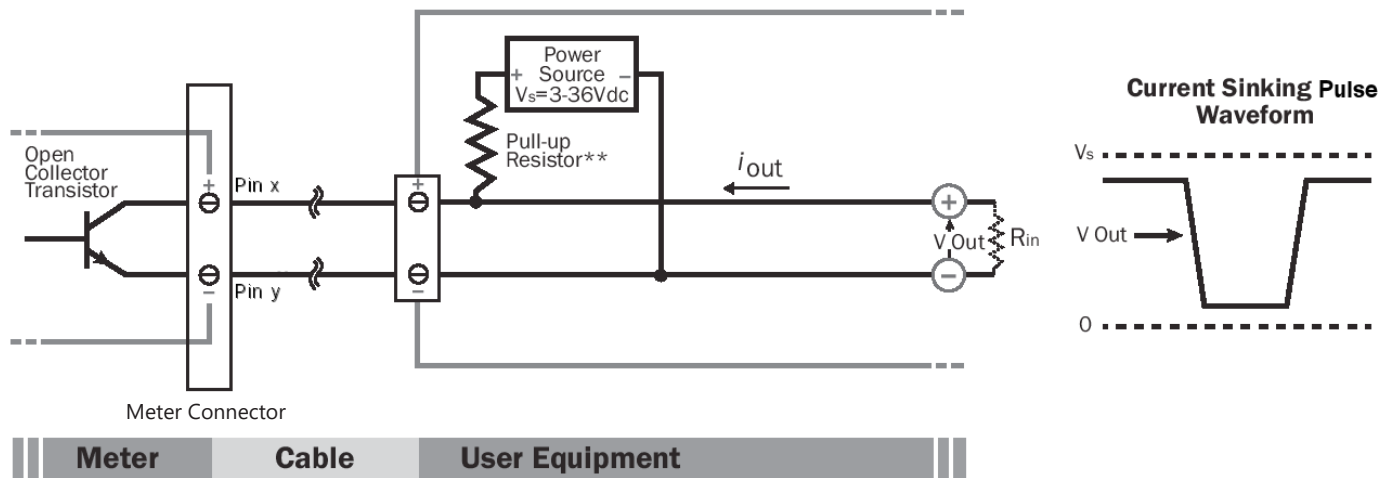 Power
+ Source −
Vs=3-36Vdc
Pull-up
Resistor**
Open
Collector
Transistor
+
Pin x
−
Pin y
+
−
iout
+
V Out
−
Rin
Meter Connector
Meter
Cable
User Equipment
Current Sinking Pulse
Waveform
Vs
V Out
0